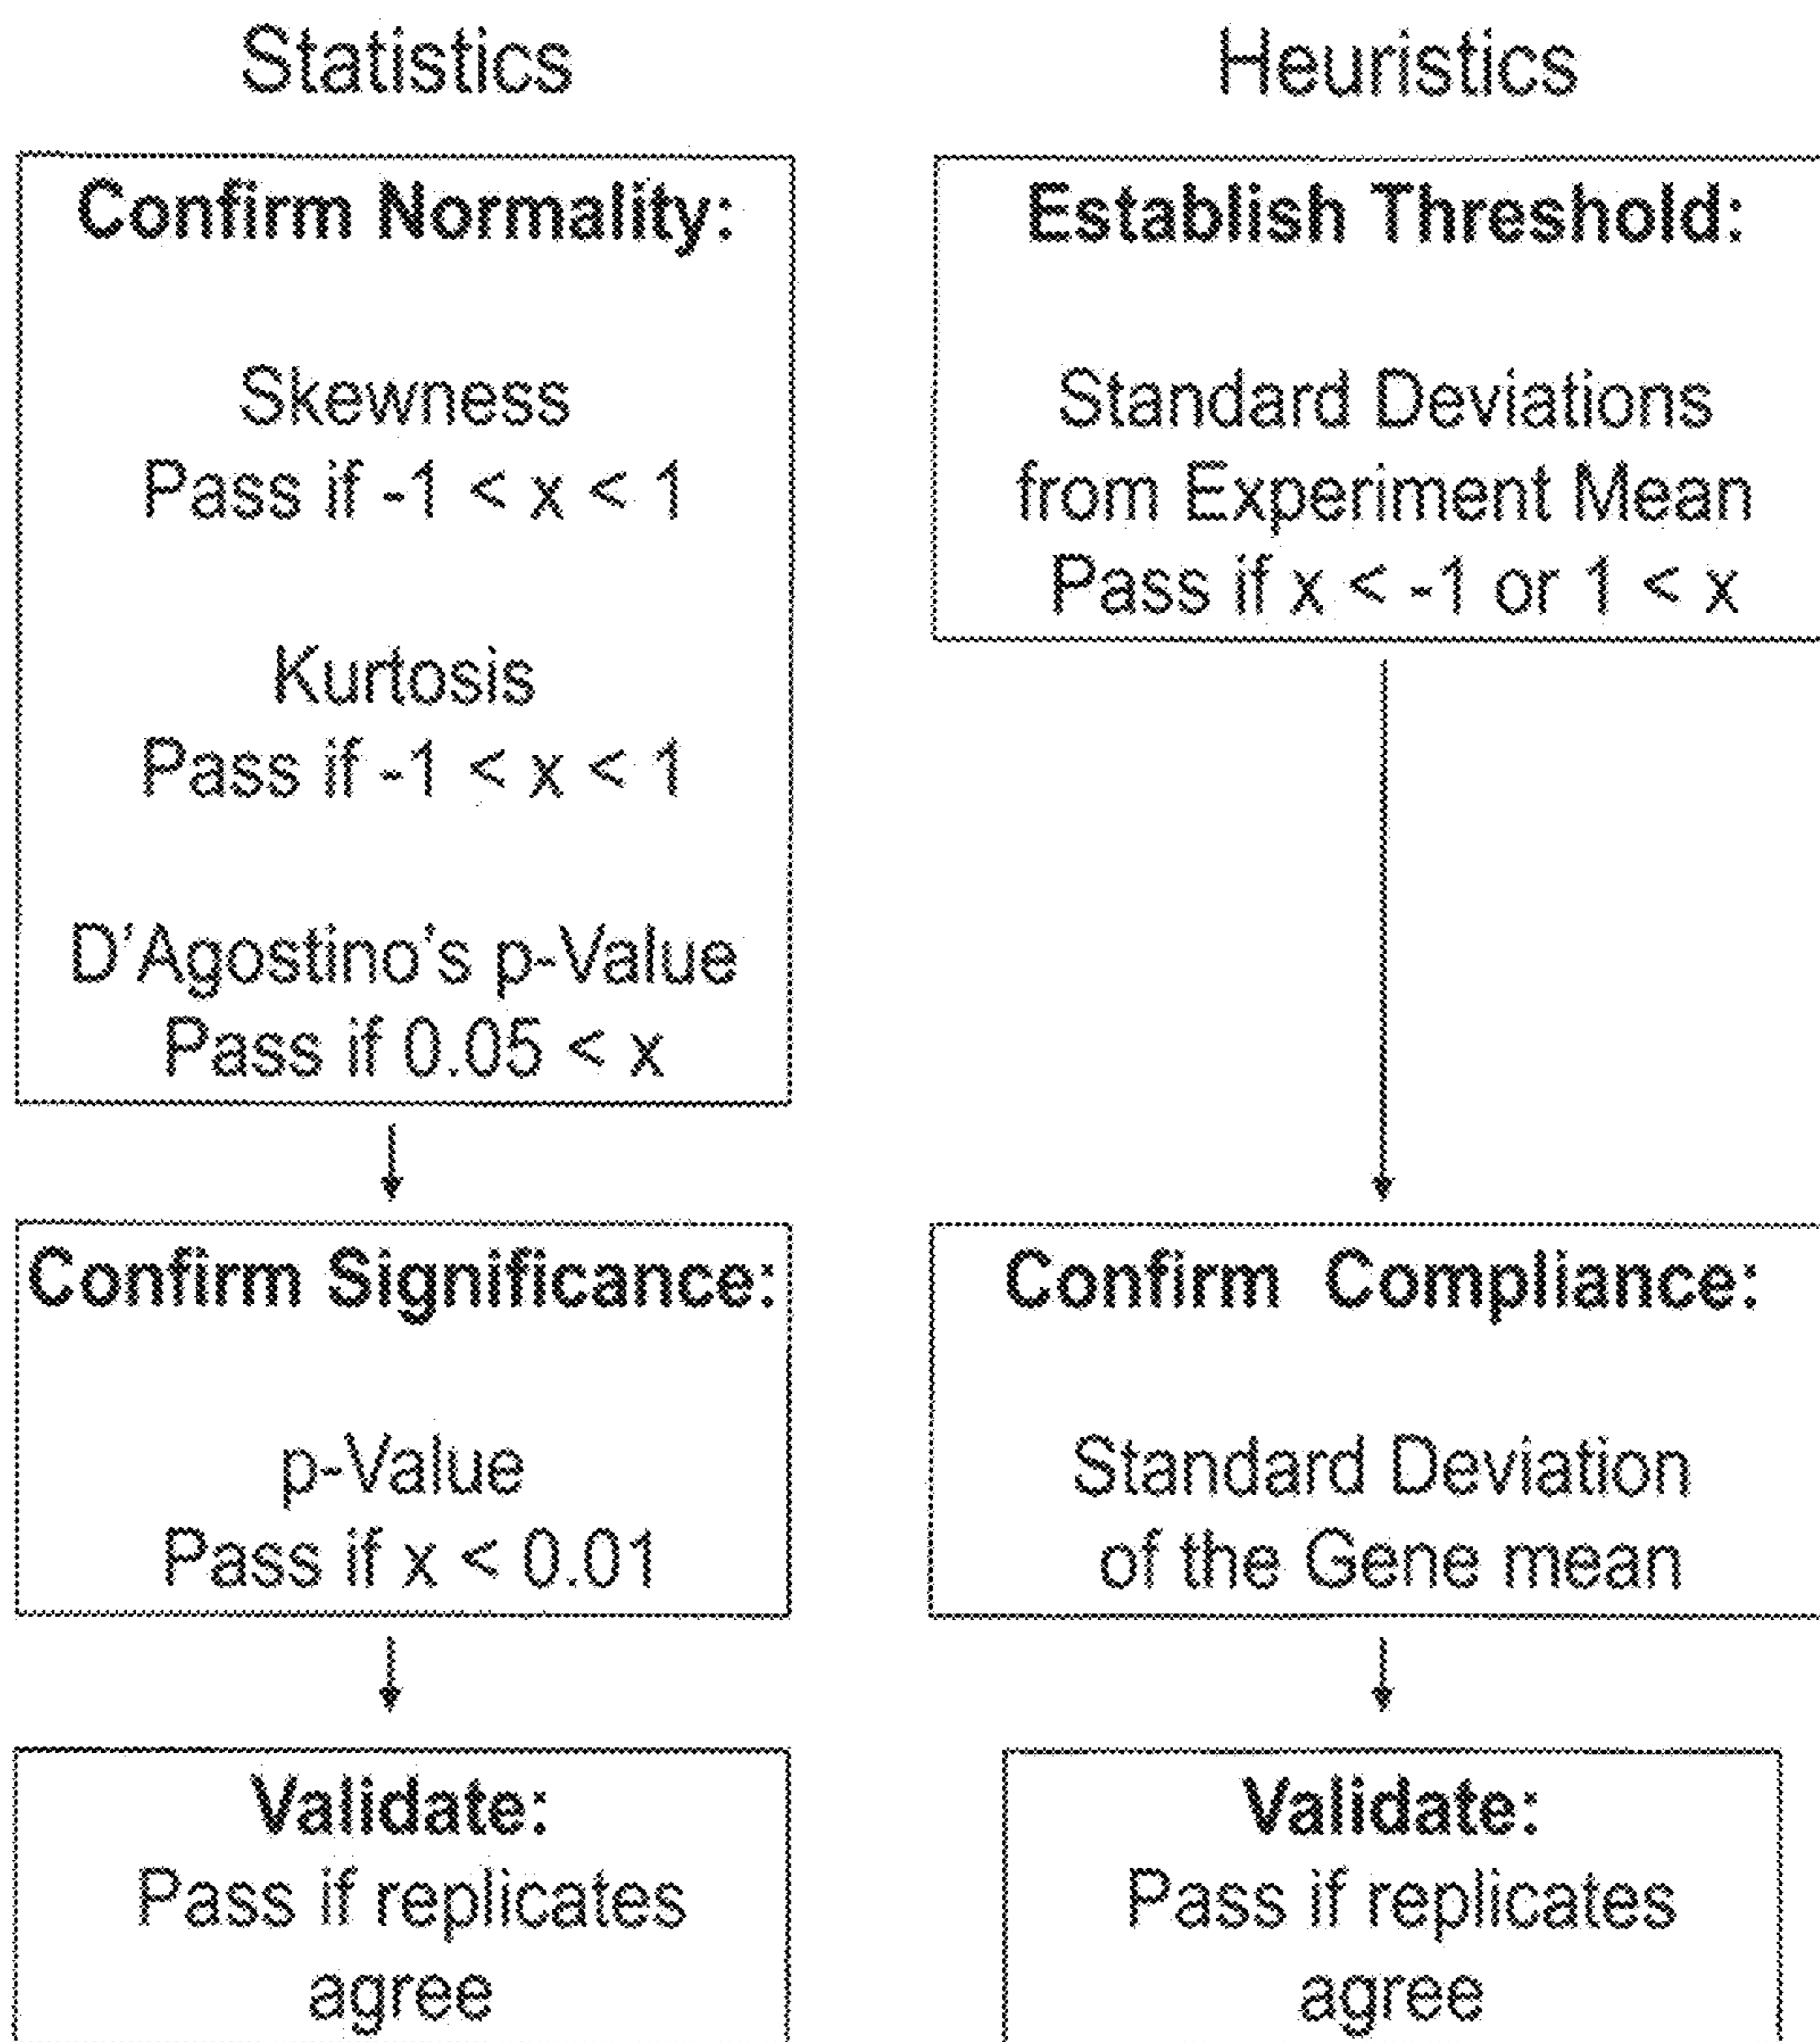 Statistics
Confirm Normality:
Skewness
Pass if -1 < x < 1
Kurtosis
Pass if -1 < x < 1
D'Agostino's p-Value
Pass if 0.05 < x
Confirm Significance:
p-Value
Pass if x < 0.01
Validate:
Pass if replicates
agree
Heuristics
Establish Threshold:
Standard Deviations
from Experiment Mean
Pass if x < -1 or 1 < x
Confirm Compliance:
Standard Deviation
of the Gene mean
Validate:
Pass if replicates
agree